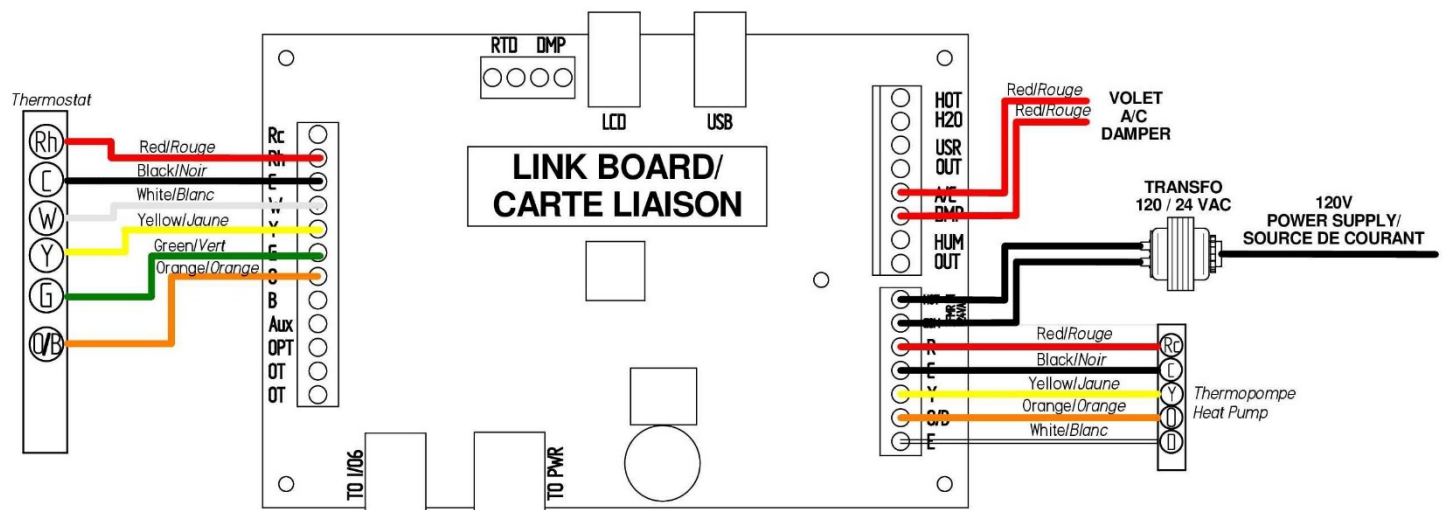 Thermostat
Rh
C
W
Y
G
O/B
Red/Rouge
Black/Noir
White/Blanc
Yellow/Jaune
Green/Vert
Orange/Orange
Rc
Rh
W
Y
B
Aux
OPT
OT
OT
RTD DMP
LCD
USB
LINK BOARD/
CARTE LIAISON
TO I/O6
TO PWR
HOT
H2O
USR
OUT
A/C
DMP
HUM
OUT
R
Y
O/B
E
Red/Rouge
Red/Rouge
VOLET
A/C
DAMPER
TRANSFO
120 / 24 VAC
120V
POWER SUPPLY/
SOURCE DE COURANT
Red/Rouge
Black/Noir
Yellow/Jaune
Orange/Orange
White/Blanc
Rc
C
Y
O
D
Thermopompe
Heat Pump